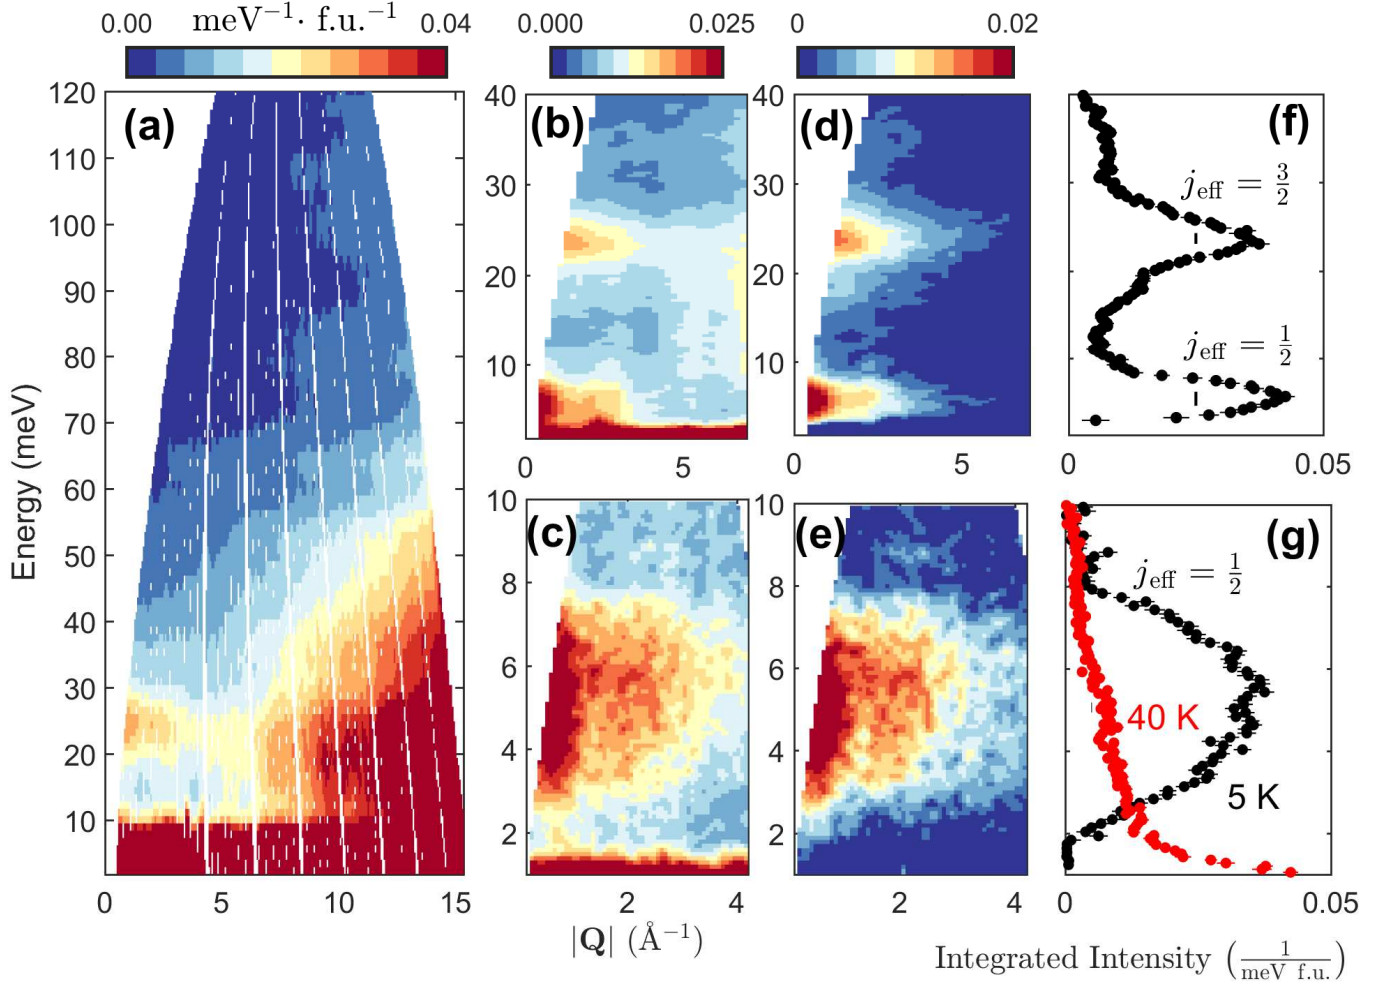 0.00 meV⁻¹· f.u.⁻¹ 0.04
0.000 0.025
0 0.02
(a)
120
110
100
90
80
70
60
50
40
30
20
10
0 5 10 15
Energy (meV)
(b)
40
30
20
10
0 5
(d)
40
30
20
10
0 5
(f)
j_eff = 3/2
j_eff = 1/2
0 0.05
(c)
10
8
6
4
2
2 4
|Q| (Å⁻¹)
(e)
10
8
6
4
2
2 4
(g)
j_eff = 1/2
40 K
5 K
0 0.05
Integrated Intensity (1/meV f.u.)